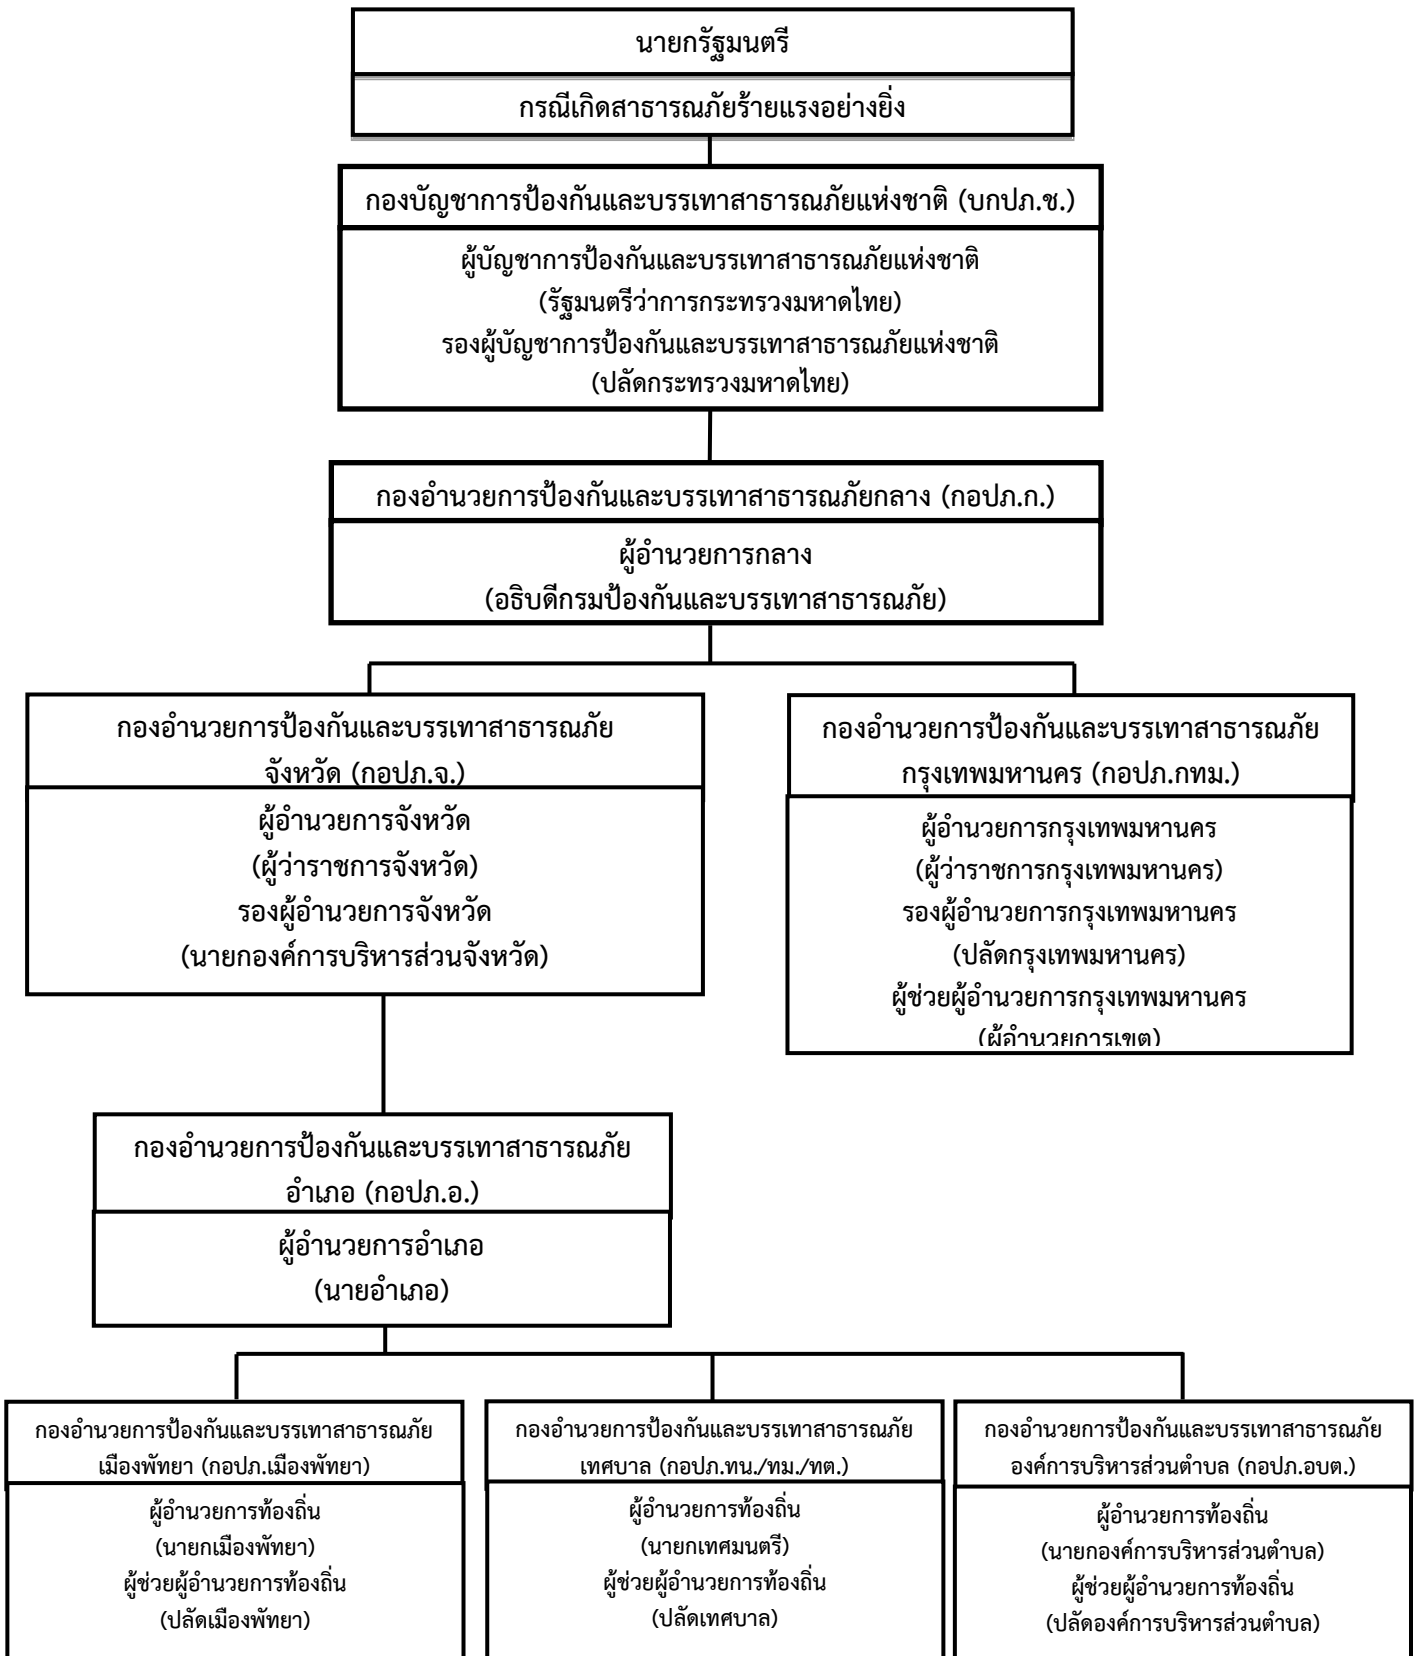 นายกรัฐมนตรี
กรณีเกิดสาธารณภัยร้ายแรงอย่างยิ่ง
กองบัญชาการป้องกันและบรรเทาสาธารณภัยแห่งชาติ (บกปภ.ช.)
ผู้บัญชาการป้องกันและบรรเทาสาธารณภัยแห่งชาติ
(รัฐมนตรีว่าการกระทรวงมหาดไทย)
รองผู้บัญชาการป้องกันและบรรเทาสาธารณภัยแห่งชาติ
(ปลัดกระทรวงมหาดไทย)
กองอำนวยการป้องกันและบรรเทาสาธารณภัยกลาง (กอปภ.ก.)
ผู้อำนวยการกลาง
(อธิบดีกรมป้องกันและบรรเทาสาธารณภัย)
กองอำนวยการป้องกันและบรรเทาสาธารณภัย
จังหวัด (กอปภ.จ.)
ผู้อำนวยการจังหวัด
(ผู้ว่าราชการจังหวัด)
รองผู้อำนวยการจังหวัด
(นายกองค์การบริหารส่วนจังหวัด)
กองอำนวยการป้องกันและบรรเทาสาธารณภัย
กรุงเทพมหานคร (กอปภ.กทม.)
ผู้อำนวยการกรุงเทพมหานคร
(ผู้ว่าราชการกรุงเทพมหานคร)
รองผู้อำนวยการกรุงเทพมหานคร
(ปลัดกรุงเทพมหานคร)
ผู้ช่วยผู้อำนวยการกรุงเทพมหานคร
(ผู้อำนวยการเขต)
กองอำนวยการป้องกันและบรรเทาสาธารณภัย
อำเภอ (กอปภ.อ.)
ผู้อำนวยการอำเภอ
(นายอำเภอ)
กองอำนวยการป้องกันและบรรเทาสาธารณภัย
เมืองพัทยา (กอปภ.เมืองพัทยา)
ผู้อำนวยการท้องถิ่น
(นายกเมืองพัทยา)
ผู้ช่วยผู้อำนวยการท้องถิ่น
(ปลัดเมืองพัทยา)
กองอำนวยการป้องกันและบรรเทาสาธารณภัย
เทศบาล (กอปภ.ทน./ทม./ทต.)
ผู้อำนวยการท้องถิ่น
(นายกเทศมนตรี)
ผู้ช่วยผู้อำนวยการท้องถิ่น
(ปลัดเทศบาล)
กองอำนวยการป้องกันและบรรเทาสาธารณภัย
องค์การบริหารส่วนตำบล (กอปภ.อบต.)
ผู้อำนวยการท้องถิ่น
(นายกองค์การบริหารส่วนตำบล)
ผู้ช่วยผู้อำนวยการท้องถิ่น
(ปลัดองค์การบริหารส่วนตำบล)